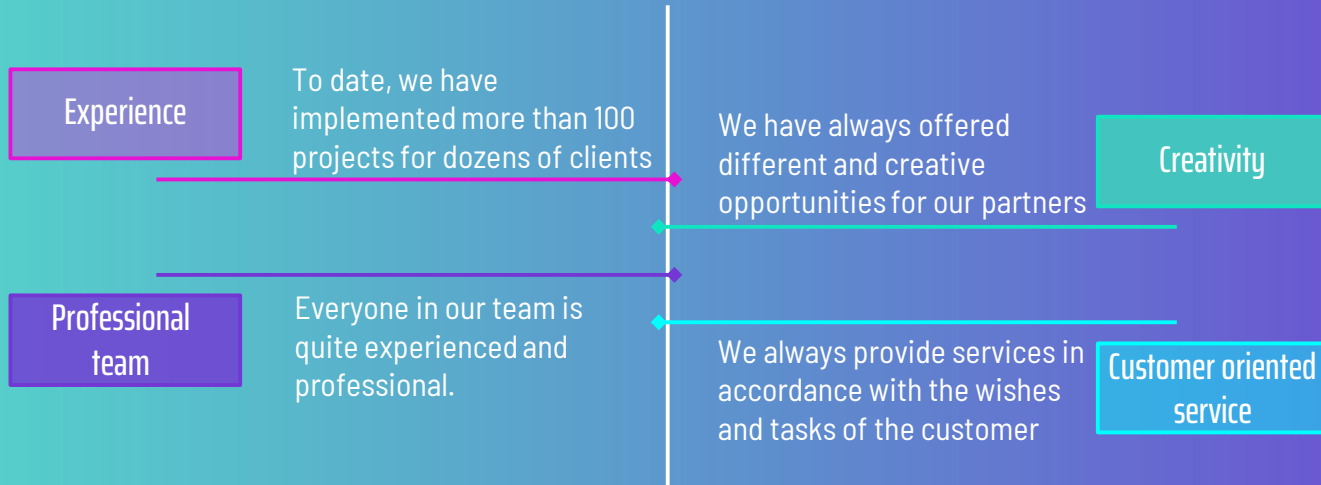 Experience
To date, we have
implemented more than 100
projects for dozens of clients
We have always offered
different and creative
opportunities for our partners
Creativity
Professional
team
Everyone in our team is
quite experienced and
professional.
We always provide services in
accordance with the wishes
and tasks of the customer
Customer oriented
service